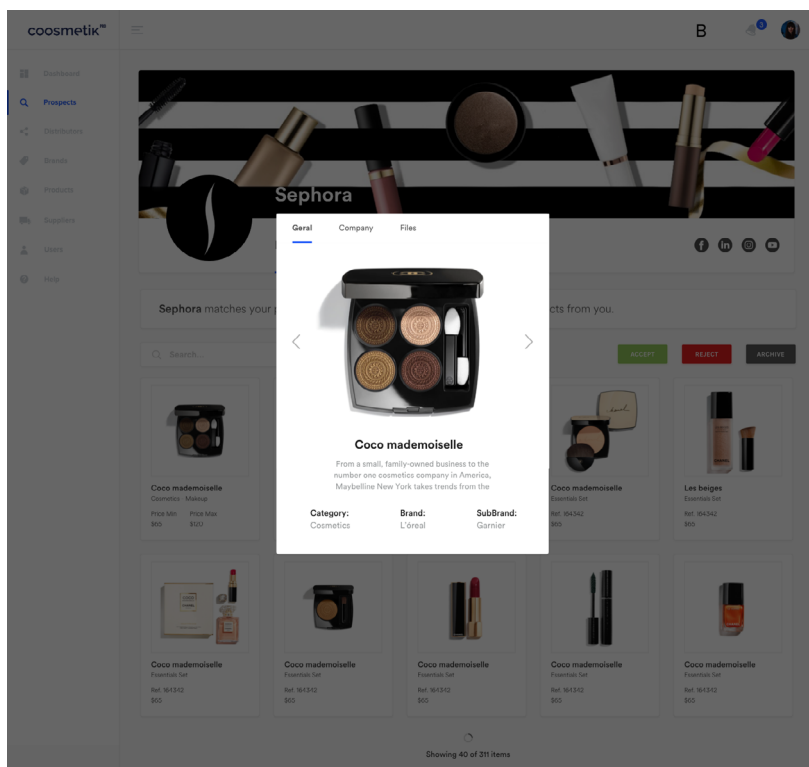 coosmetik
B
3
Dashboard
Prospects
Distributors
Brands
Products
Suppliers
Users
Help
Sephora
Geral Company Files
Sephora matches your
cts from you.
Search...
ACCEPT REJECT ARCHIVE
Coco mademoiselle
From a small, family-owned business to the
number one cosmetics company in America,
Maybelline New York takes trends from the
Category: Brand: SubBrand:
Cosmetics L'óreal Garnier
Coco mademoiselle
Cosmetics Makeup
Price Min Price Max
$65 $120
Coco mademoiselle
Essentials Set
Ref. 164342
$65
Les beiges
Essentials Set
Ref. 164342
$65
Coco mademoiselle
Essentials Set
Ref. 164342
$65
Coco mademoiselle
Essentials Set
Ref. 164342
$65
Coco mademoiselle
Essentials Set
Ref. 164342
$65
Coco mademoiselle
Essentials Set
Ref. 164342
$65
Coco mademoiselle
Essentials Set
Ref. 164342
$65
Showing 40 of 311 items